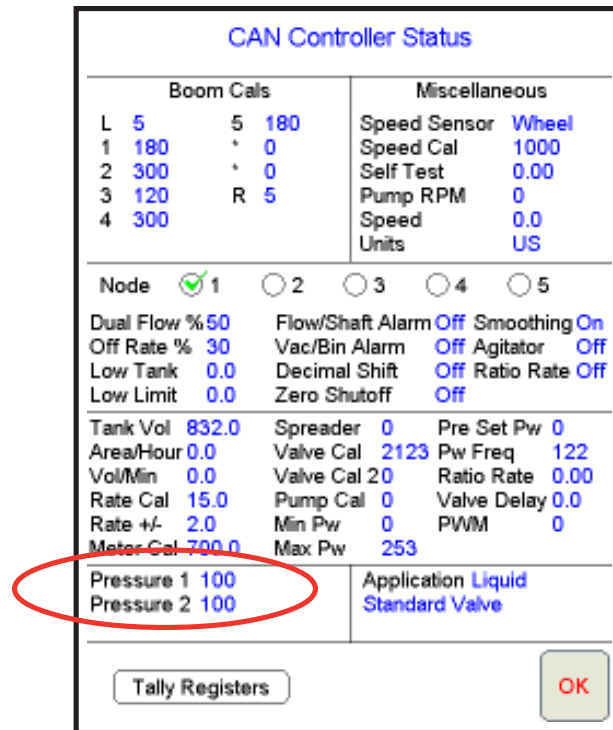 CAN Controller Status
Boom Cals
L 5 5 180
1 180 * 0
2 300 * 0
3 120 R 5
4 300
Miscellaneous
Speed Sensor Wheel
Speed Cal 1000
Self Test 0.00
Pump RPM 0
Speed 0.0
Units US
Node 1 2 3 4 5
Dual Flow % 50 Flow/Shaft Alarm Off Smoothing On
Off Rate % 30 Vac/Bin Alarm Off Agitator Off
Low Tank 0.0 Decimal Shift Off Ratio Rate Off
Low Limit 0.0 Zero Shutoff Off
Tank Vol 832.0 Spreader 0 Pre Set Pw 0
Area/Hour 0.0 Valve Cal 2123 Pw Freq 122
Vol/Min 0.0 Valve Cal 2 0 Ratio Rate 0.00
Rate Cal 15.0 Pump Cal 0 Valve Delay 0.0
Rate +/- 2.0 Min Pw 0 PWM 0
Meter Cal 700.0 Max Pw 253
Pressure 1 100 Application Liquid
Pressure 2 100 Standard Valve
Tally Registers OK